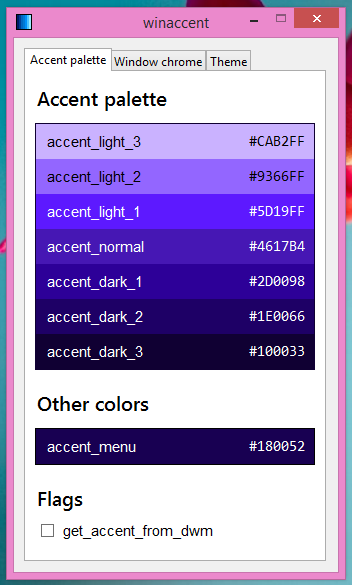 winaccent
Accent palette Window chrome Theme
Accent palette
accent_light_3 #CAB2FF
accent_light_2 #9366FF
accent_light_1 #5D19FF
accent_normal #4617B4
accent_dark_1 #2D0098
accent_dark_2 #1E0066
accent_dark_3 #100033
Other colors
accent_menu #180052
Flags
get_accent_from_dwm